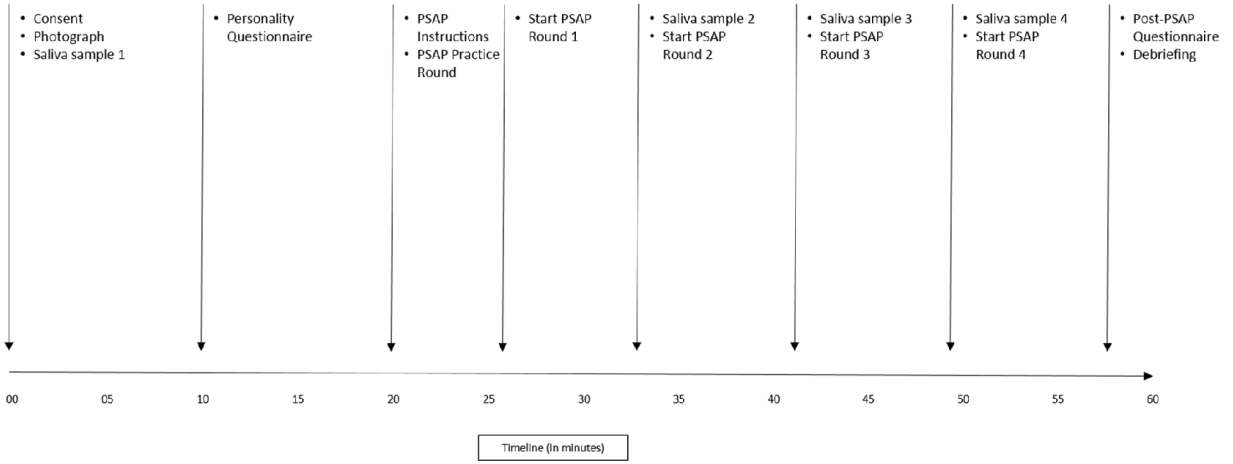 • Consent
• Photograph
• Saliva sample 1
• Personality
Questionnaire
• PSAP
Instructions
• PSAP Practice
Round
• Start PSAP
Round 1
• Saliva sample 2
• Start PSAP
Round 2
• Saliva sample 3
• Start PSAP
Round 3
• Saliva sample 4
• Start PSAP
Round 4
• Post-PSAP
Questionnaire
• Debriefing
00 05 10 15 20 25 30 35 40 45 50 55 60
Timeline (in minutes)